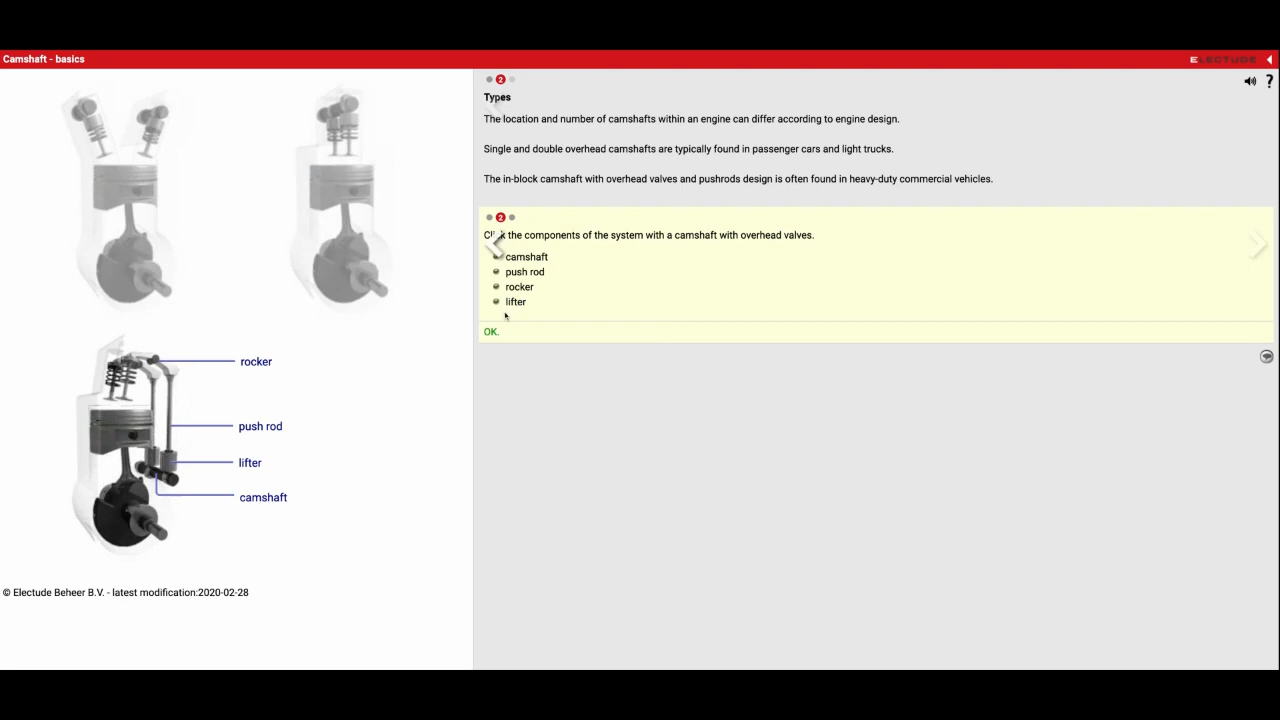 Camshaft - basics
ELECTUDE
2
?
Types
The location and number of camshafts within an engine can differ according to engine design.
Single and double overhead camshafts are typically found in passenger cars and light trucks.
The in-block camshaft with overhead valves and pushrods design is often found in heavy-duty commercial vehicles.
2
Click the components of the system with a camshaft with overhead valves.
camshaft
push rod
rocker
lifter
OK.
rocker
push rod
lifter
camshaft
© Electude Beheer B.V. - latest modification:2020-02-28